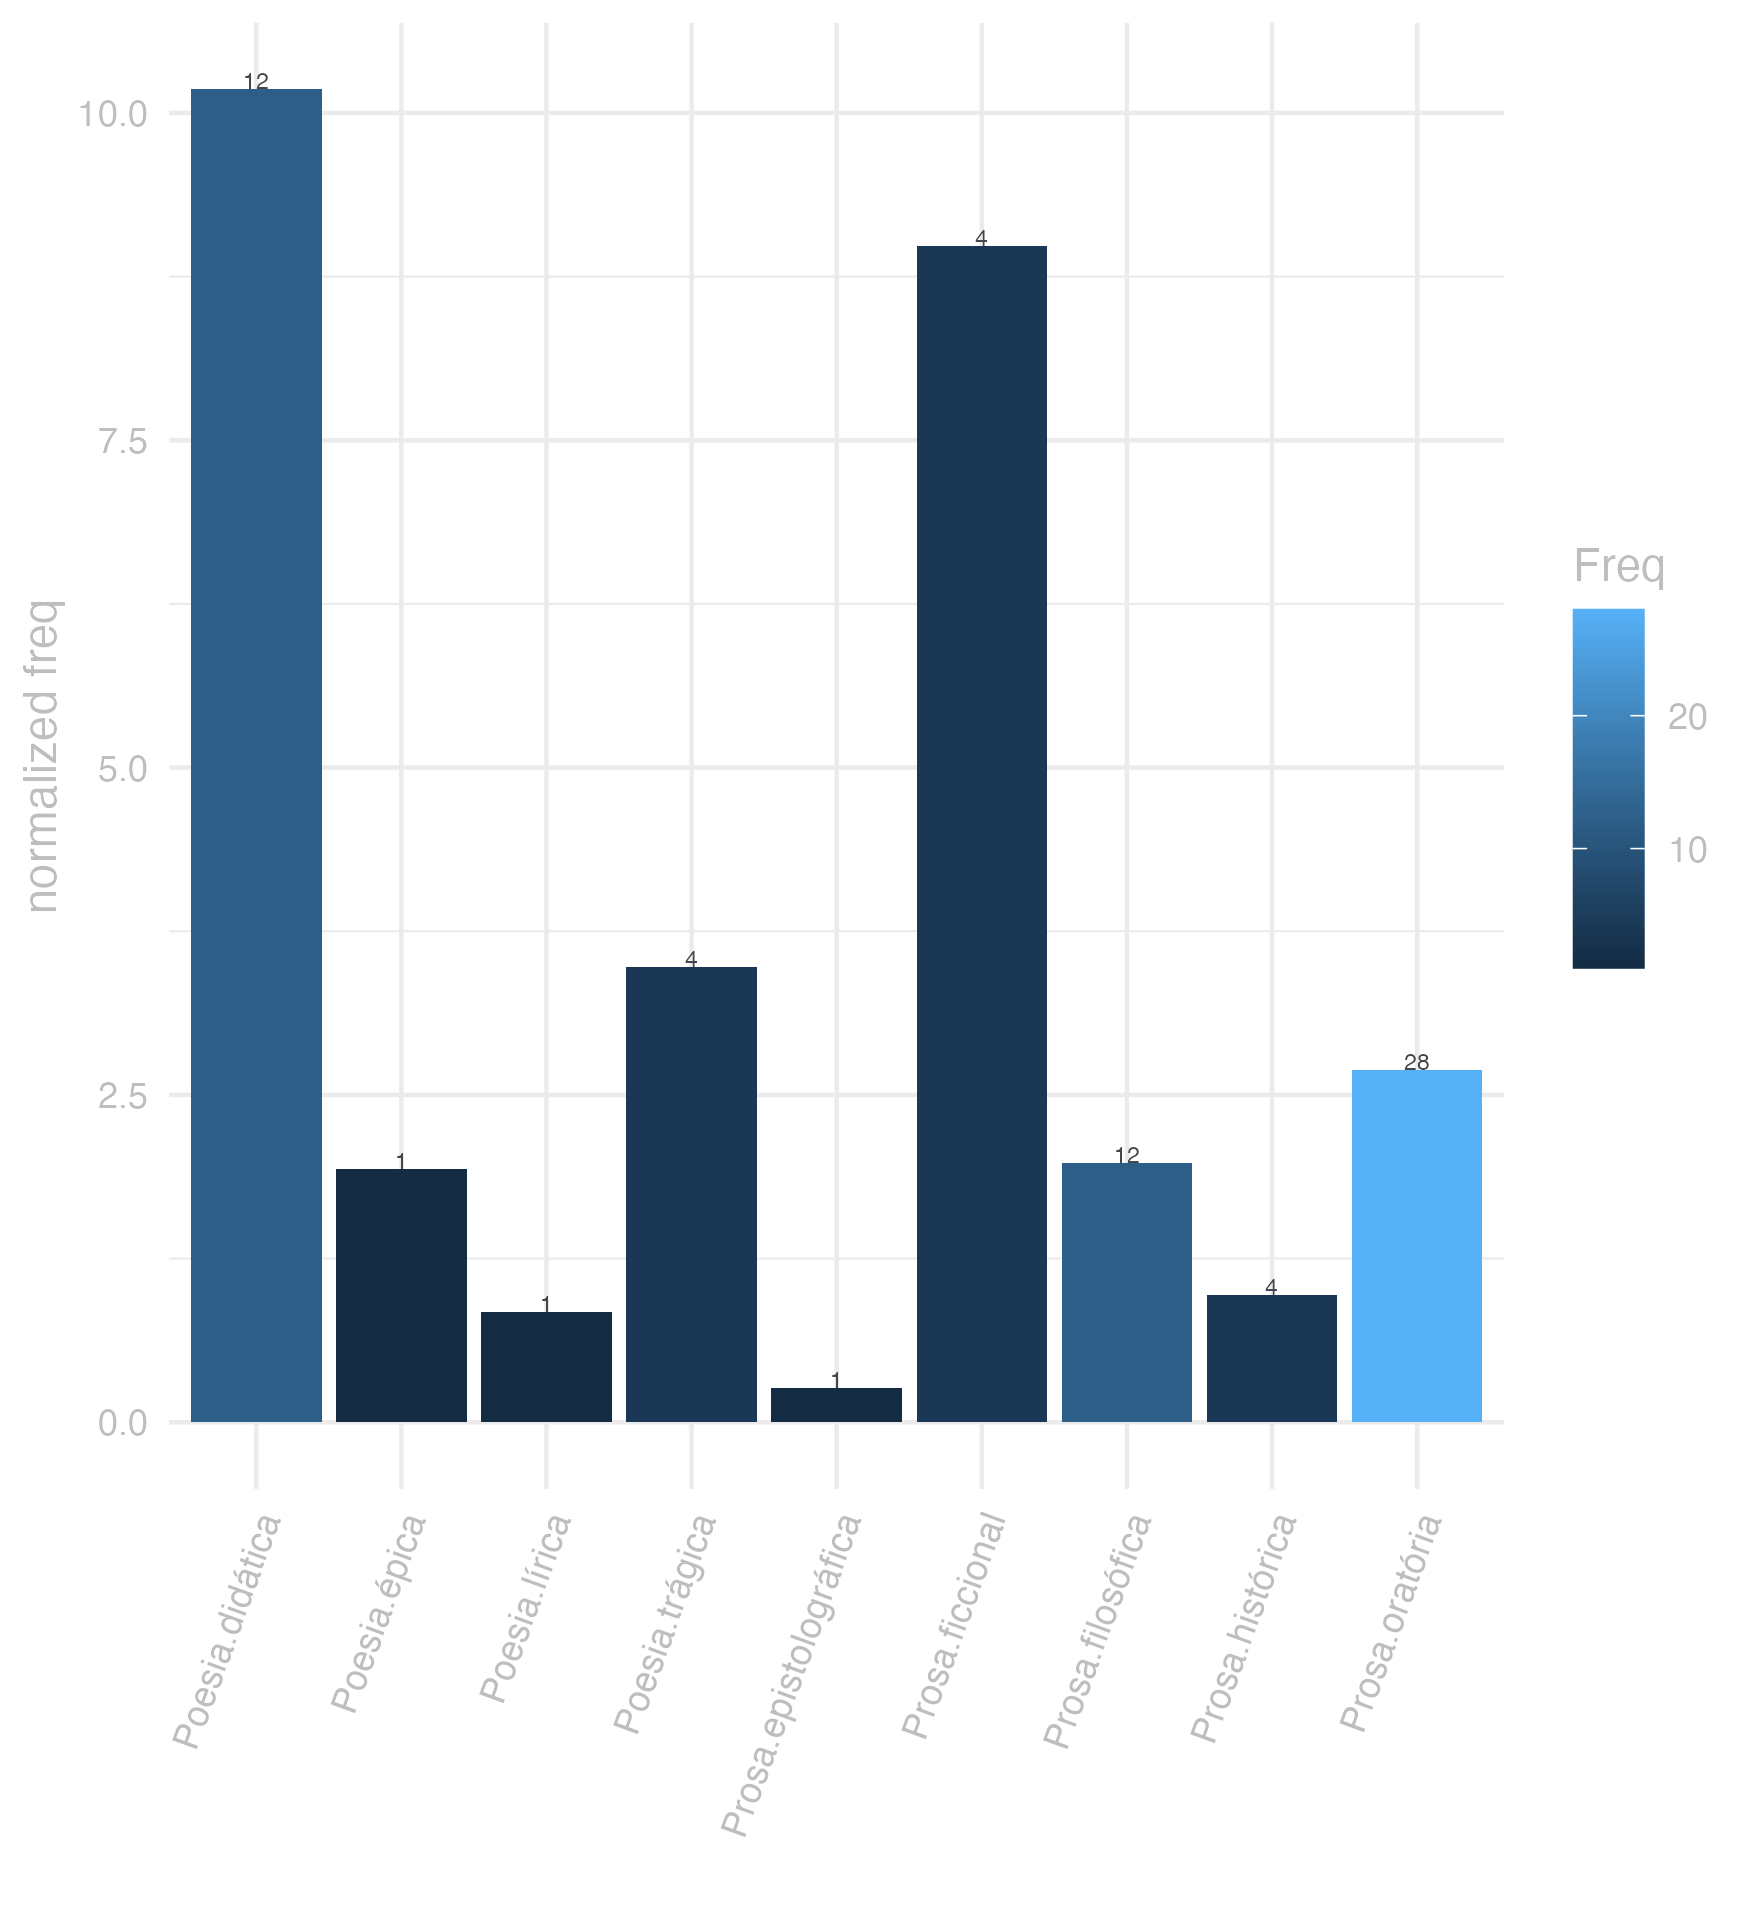 normalized freq
10.0
7.5
5.0
2.5
0.0
12
1
1
4
1
4
12
4
28
Poesia.didática
Poesia.épica
Poesia.lírica
Poesia.trágica
Prosa.epistolográfica
Prosa.ficcional
Prosa.filosófica
Prosa.histórica
Prosa.oratória
Freq
20
10